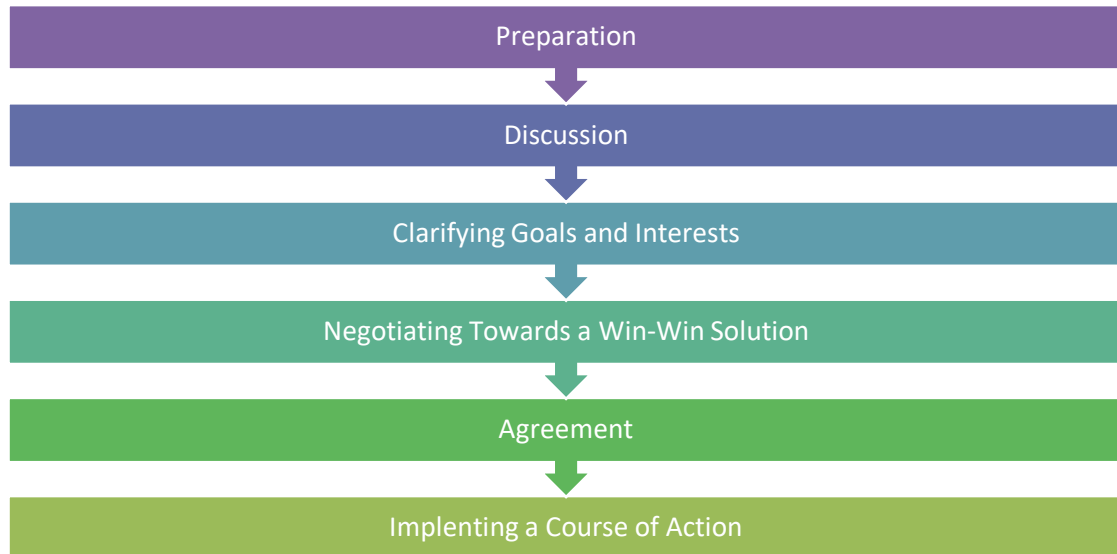 Preparation
Discussion
Clarifying Goals and Interests
Negotiating Towards a Win-Win Solution
Agreement
Implenting a Course of Action